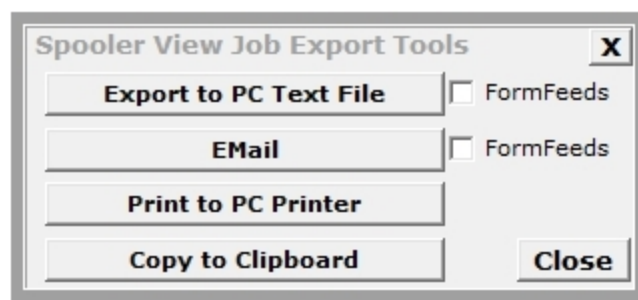 Spooler View Job Export Tools X
Export to PC Text File FormFeeds
EMail FormFeeds
Print to PC Printer
Copy to Clipboard Close